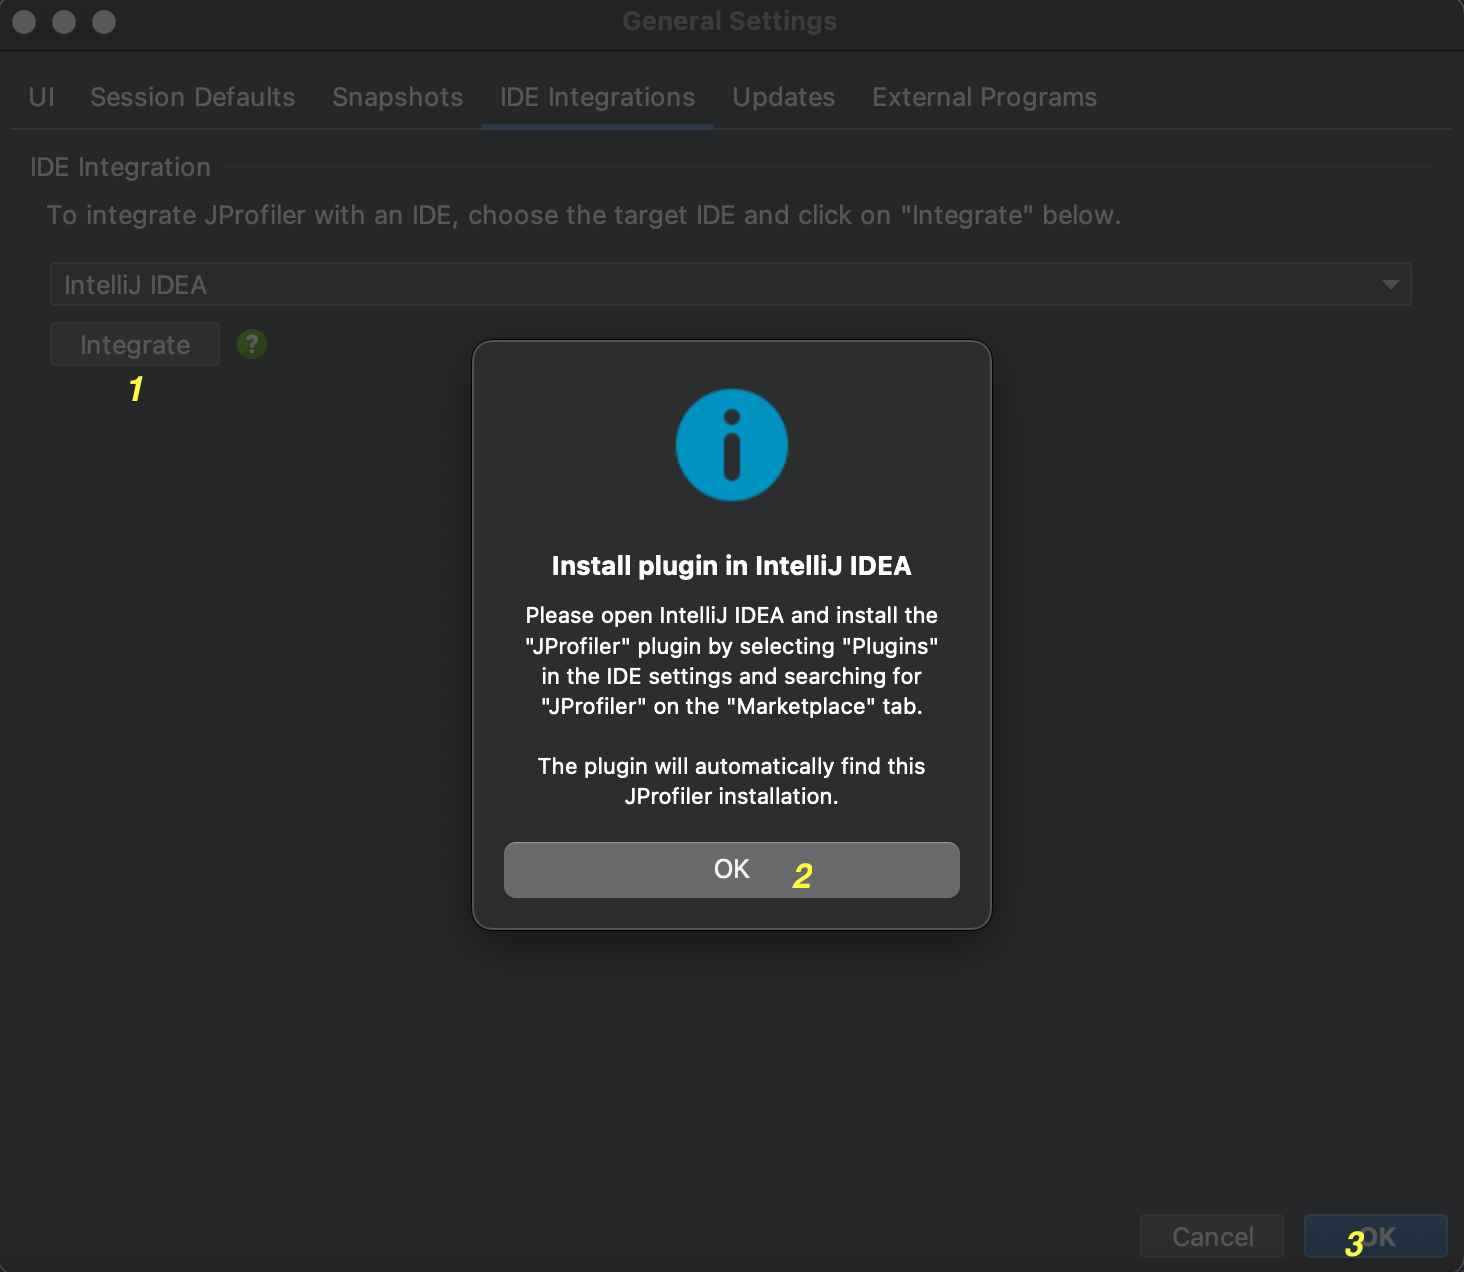 General Settings
UI Session Defaults Snapshots IDE Integrations Updates External Programs
IDE Integration
To integrate JProfiler with an IDE, choose the target IDE and click on "Integrate" below.
IntelliJ IDEA
Integrate ?
1
Install plugin in IntelliJ IDEA
Please open IntelliJ IDEA and install the
"JProfiler" plugin by selecting "Plugins"
in the IDE settings and searching for
"JProfiler" on the "Marketplace" tab.
The plugin will automatically find this
JProfiler installation.
OK 2
Cancel 3 OK